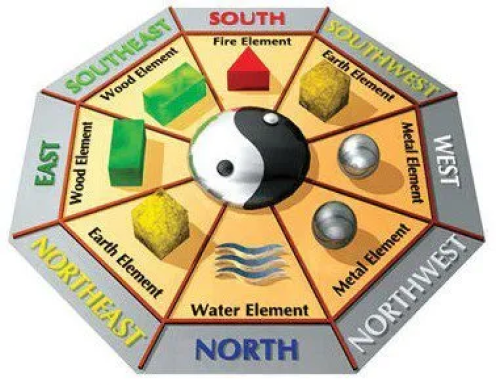 SOUTH
Fire Element
SOUTHWEST
Earth Element
WEST
Metal Element
NORTHWEST
Metal Element
NORTH
Water Element
NORTHEAST
Earth Element
EAST
Wood Element
SOUTHEAST
Wood Element